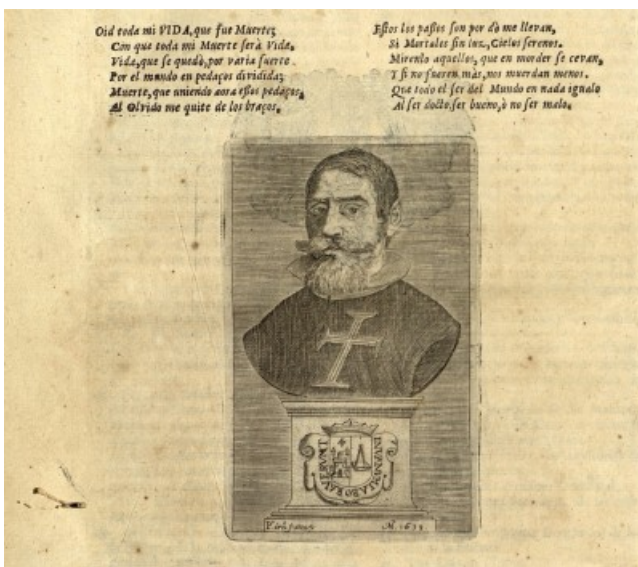 Oid toda mi VIDA, que fue Muerte;
Con que toda mi Muerte serà Vida,
Vida, que se quedò, por varia suerte
Por el mundo en pedaços dividida;
Muerte, que uniendo aora estos pedaços,
Al Olvido me quite de los braços,
Estos los passos son por dò me llevan,
Si Mortales sin luz, Cielos serenos.
Mirenlo aquellos, que en morder se cevan,
Y si no fueren más, nos muerdan menos.
Que todo el ser del Mundo en nada igualo
Al ser docto, ser bueno, ò no ser malo,
M. 1639